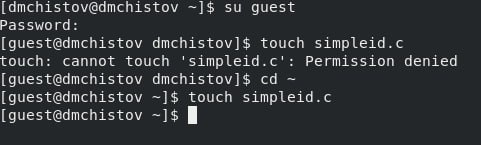 [dmchistov@dmchistov ~]$ su guest
Password:
[guest@dmchistov dmchistov]$ touch simpleid.c
touch: cannot touch 'simpleid.c': Permission denied
[guest@dmchistov dmchistov]$ cd ~
[guest@dmchistov ~]$ touch simpleid.c
[guest@dmchistov ~]$